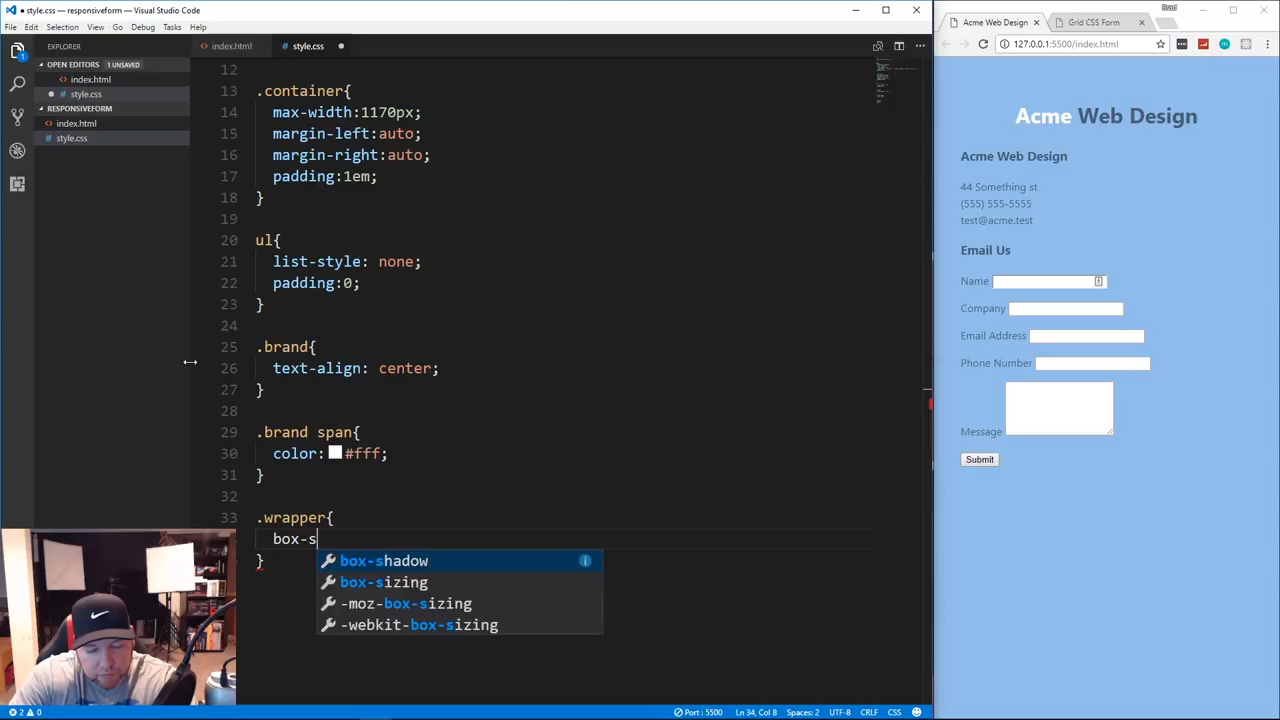 ● style.css - responsiveform - Visual Studio Code
File Edit Selection View Go Debug Tasks Help
EXPLORER
OPEN EDITORS 1 UNSAVED
index.html
● # style.css
RESPONSIVEFORM
index.html
# style.css
1
index.html
# style.css ●
12
13 .container{
14 max-width:1170px;
15 margin-left:auto;
16 margin-right:auto;
17 padding:1em;
18 }
19
20 ul{
21 list-style: none;
22 padding:0;
23 }
24
25 .brand{
26 text-align: center;
27 }
28
29 .brand span{
30 color:#fff;
31 }
32
33 .wrapper{
box-s
}
box-shadow
box-sizing
-moz-box-sizing
-webkit-box-sizing
2 0
Port : 5500 Ln 34, Col 8 Spaces: 2 UTF-8 CRLF CSS
Brad
Acme Web Design
Grid CSS Form
127.0.0.1:5500/index.html
Acme Web Design
Acme Web Design
44 Something st
(555) 555-5555
test@acme.test
Email Us
Name
Company
Email Address
Phone Number
Message
Submit